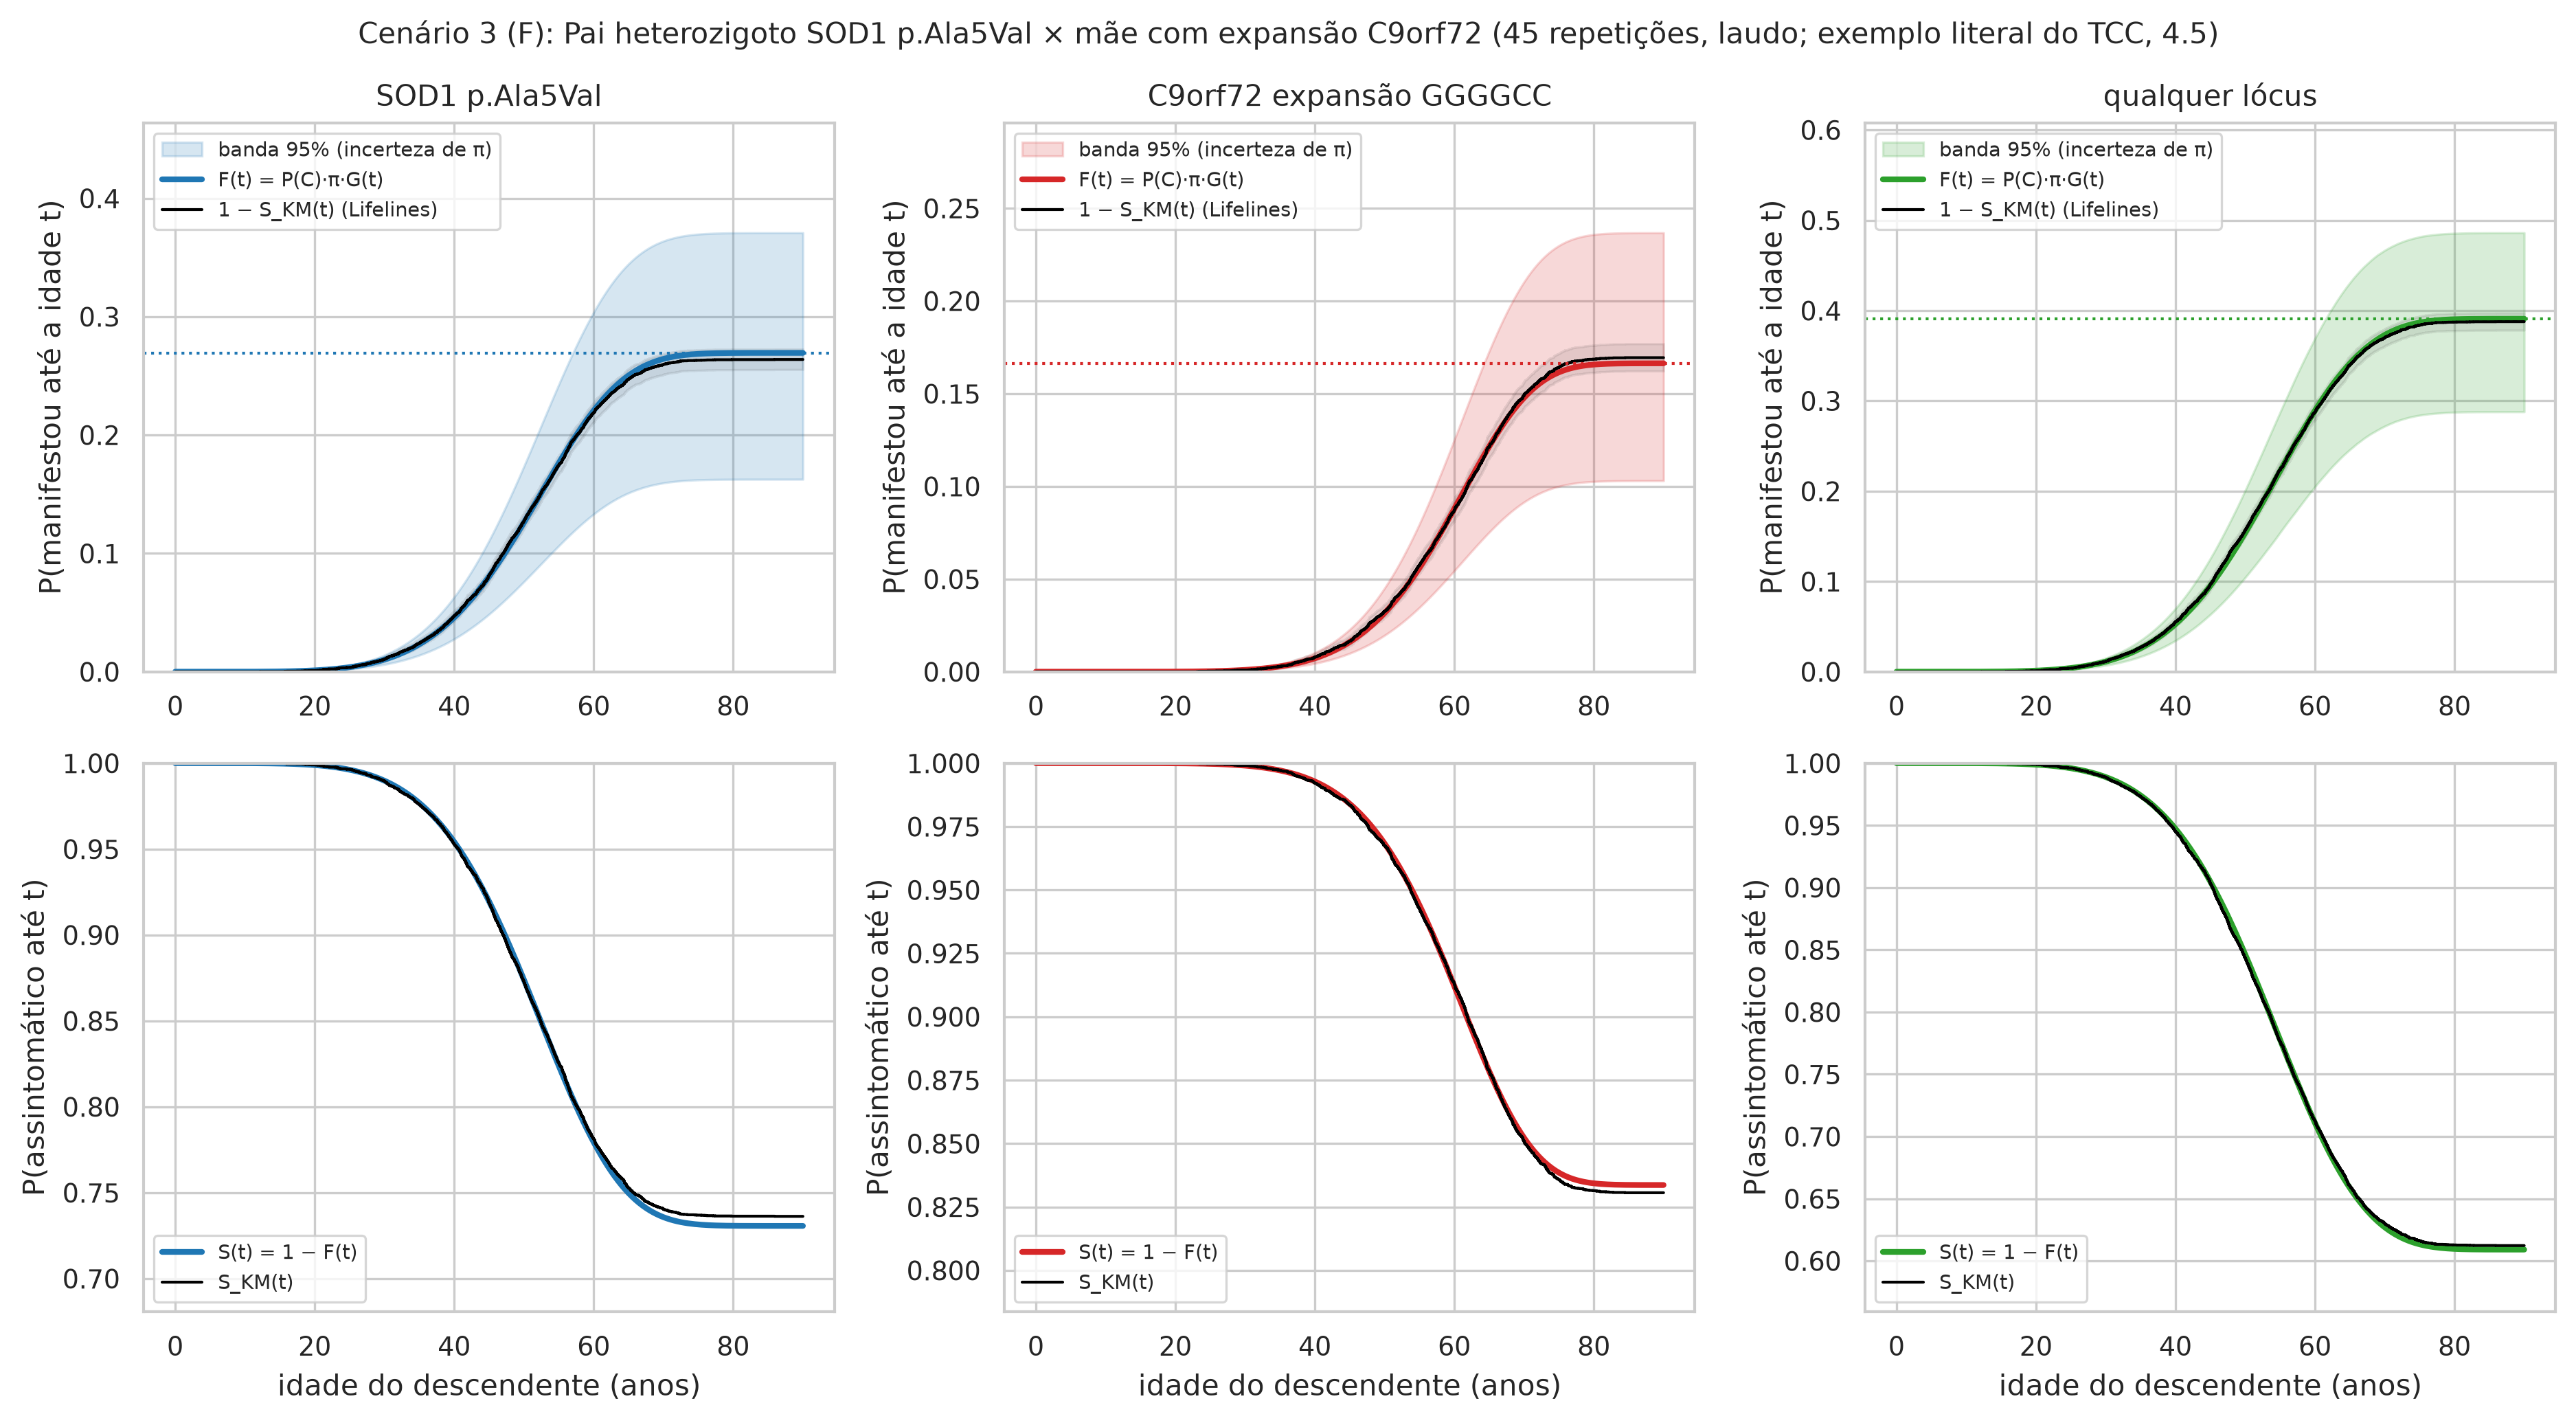 Cenário 3 (F): Pai heterozigoto SOD1 p.Ala5Val × mãe com expansão C9orf72 (45 repetições, laudo; exemplo literal do TCC, 4.5)
SOD1 p.Ala5Val
banda 95% (incerteza de π)
F(t) = P(C)·π·G(t)
1 − S_KM(t) (Lifelines)
P(manifestou até a idade t)
0.4
0.3
0.2
0.1
0.0
0 20 40 60 80
C9orf72 expansão GGGGCC
banda 95% (incerteza de π)
F(t) = P(C)·π·G(t)
1 − S_KM(t) (Lifelines)
P(manifestou até a idade t)
0.25
0.20
0.15
0.10
0.05
0.00
0 20 40 60 80
qualquer lócus
banda 95% (incerteza de π)
F(t) = P(C)·π·G(t)
1 − S_KM(t) (Lifelines)
P(manifestou até a idade t)
0.6
0.5
0.4
0.3
0.2
0.1
0.0
0 20 40 60 80
P(assintomático até t)
1.00
0.95
0.90
0.85
0.80
0.75
0.70
S(t) = 1 − F(t)
S_KM(t)
0 20 40 60 80
idade do descendente (anos)
P(assintomático até t)
1.000
0.975
0.950
0.925
0.900
0.875
0.850
0.825
0.800
S(t) = 1 − F(t)
S_KM(t)
0 20 40 60 80
idade do descendente (anos)
P(assintomático até t)
1.00
0.95
0.90
0.85
0.80
0.75
0.70
0.65
0.60
S(t) = 1 − F(t)
S_KM(t)
0 20 40 60 80
idade do descendente (anos)